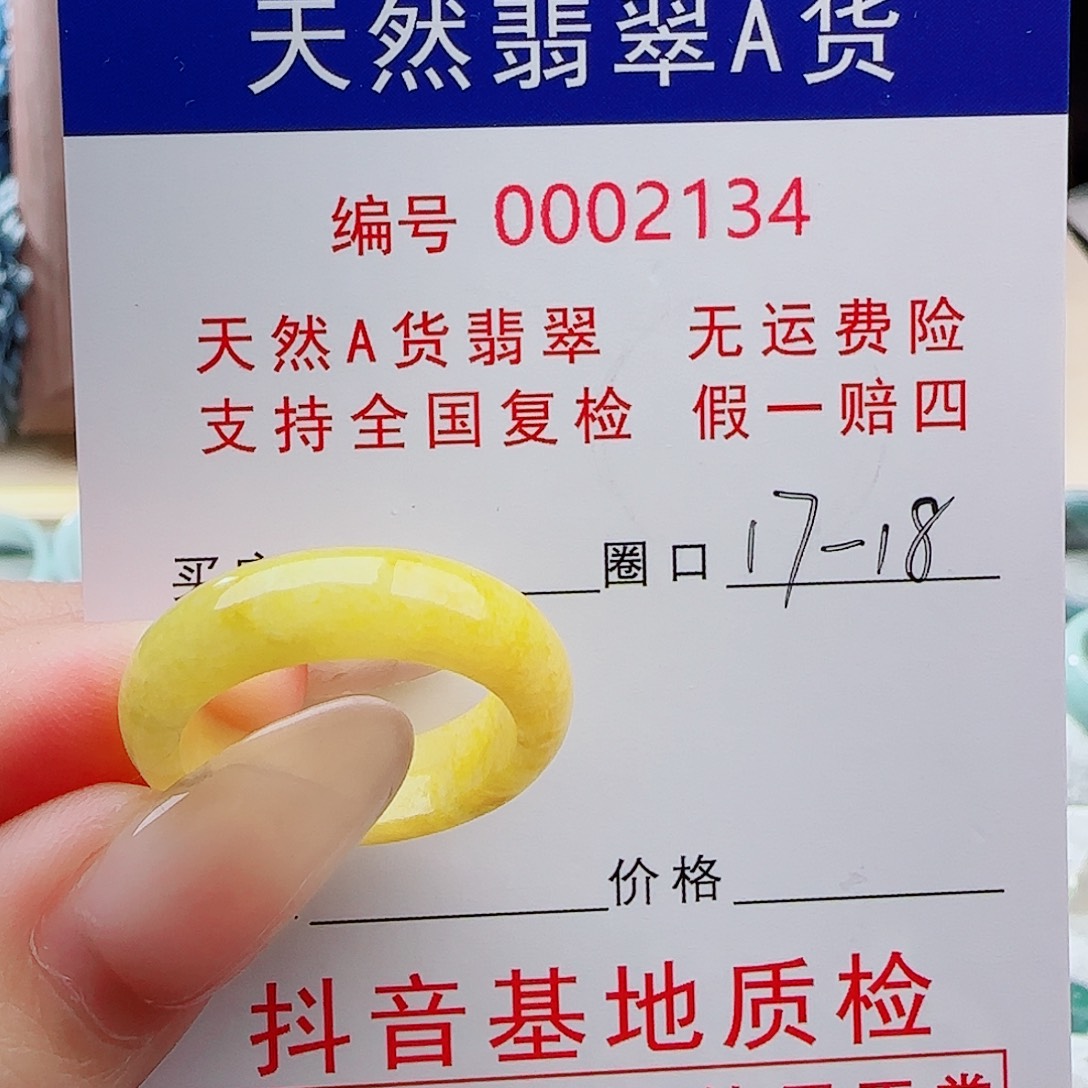 天然翡翠A货
编号 0002134
天然A货翡翠 无运费险
支持全国复检 假一赔四
买 圈口 17-18
价格
抖音基地质检